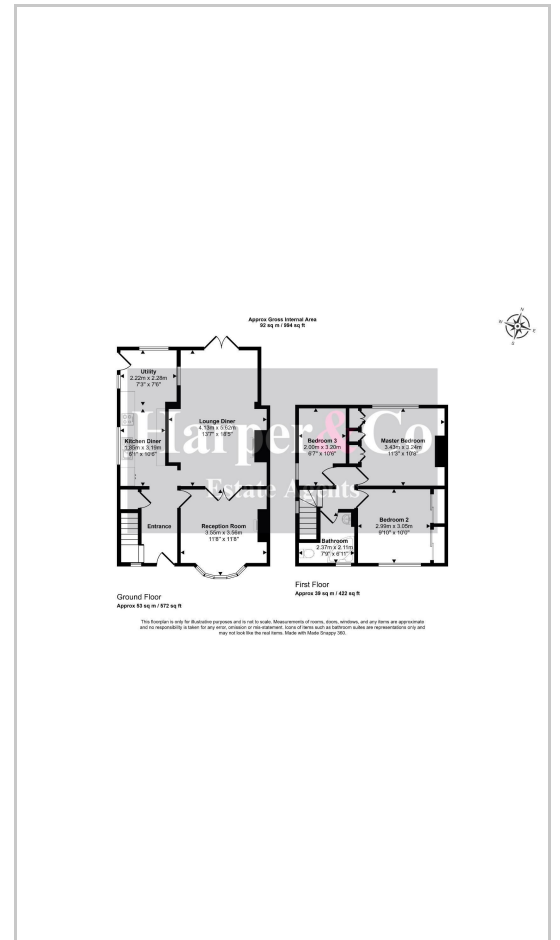 Approx Gross Internal Area
92 sq m / 994 sq ft
N
N
E
S
Utility
2.22m x 2.28m
7'3" x 7'6"
Lounge Diner
13'7" x 18'5"
Kitchen Diner
8'1" x 10'6"
Entrance
Reception Room
3.55m x 3.56m
11'8" x 11'8"
Bedroom 3
2.00m x 3.20m
6'7" x 10'6"
Master Bedroom
3.43m x 3.24m
11'3" x 10'8"
Bedroom 2
2.99m x 3.05m
9'10" x 10'0"
Bathroom
2.37m x 2.11m
7'9" x 6'11"
Harper & Co
Estate Agents
Ground Floor
Approx 53 sq m / 572 sq ft
First Floor
Approx 39 sq m / 422 sq ft
This floorplan is only for illustrative purposes and is not to scale. Measurements of rooms, doors, windows, and any items are approximate
and no responsibility is taken for any error, omission or mis-statement. Icons of items such as bathroom suites are representations only and
may not look like the real items. Made with Made Snappy 360.